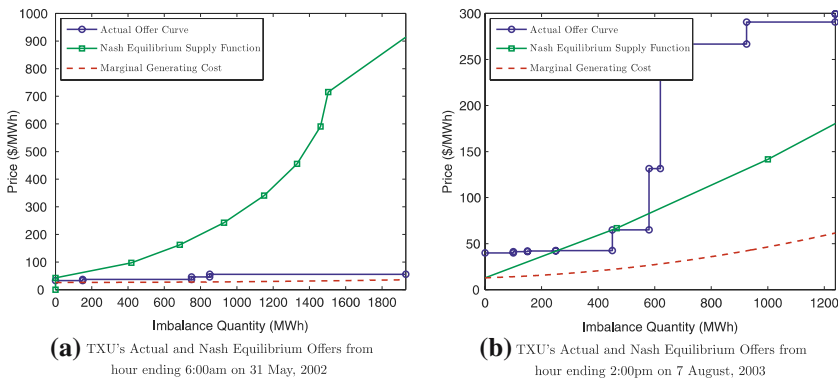 1000
900
800
700
600
500
400
300
200
100
0
Price ($/MWh)
Actual Offer Curve
Nash Equilibrium Supply Function
Marginal Generating Cost
0 200 400 600 800 1000 1200 1400 1600 1800
Imbalance Quantity (MWh)
(a) TXU's Actual and Nash Equilibrium Offers from
hour ending 6:00am on 31 May, 2002
300
250
200
150
100
50
0
Price ($/MWh)
Actual Offer Curve
Nash Equilibrium Supply Function
Marginal Generating Cost
0 200 400 600 800 1000 1200
Imbalance Quantity (MWh)
(b) TXU's Actual and Nash Equilibrium Offers from
hour ending 2:00pm on 7 August, 2003